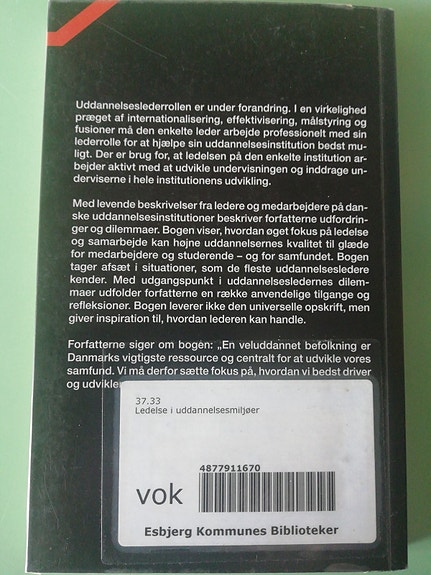 Uddannelseslederrollen er under forandring. I en virkelighed
præget af internationalisering, effektivisering, målstyring og
fusioner må den enkelte leder arbejde professionelt med sin
lederrolle for at hjælpe sin uddannelsesinstitution bedst mu-
ligt. Der er brug for, at ledelsen på den enkelte institution ar-
bejder aktivt med at udvikle undervisningen og inddrage un-
derviserne i hele institutionens udvikling.
Med levende beskrivelser fra ledere og medarbejdere på dan-
ske uddannelsesinstitutioner beskriver forfatterne udfordrin-
ger og dilemmaer. Bogen viser, hvordan øget fokus på ledelse
og samarbejde kan højne uddannelsernes kvalitet til glæde
for medarbejdere og studerende – og for samfundet. Bogen
tager afsæt i situationer, som de fleste uddannelsesledere
kender. Med udgangspunkt i uddannelsesledernes dilem-
maer udfolder forfatterne en række anvendelige tilgange og
refleksioner. Bogen leverer ikke den universelle opskrift, men
giver inspiration til, hvordan lederen kan handle.
Forfatterne siger om bogen: „En veluddannet befolkning er
Danmarks vigtigste ressource og centralt for at udvikle vores
samfund. Vi må derfor sætte fokus på, hvordan vi bedst driver
og udvikler
37.33
Ledelse i uddannelsesmiljøer
4877911670
vok
Esbjerg Kommunes Biblioteker